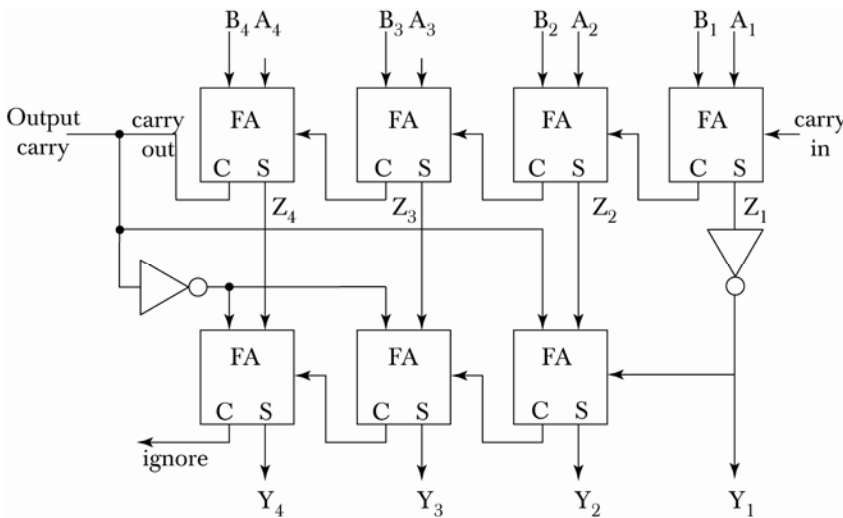 B4 A4 B3 A3 B2 A2 B1 A1
FA FA FA FA
Output carry
carry out
carry in
C S C S C S C S
Z4 Z3 Z2 Z1
FA FA FA
C S C S C S
ignore
Y4 Y3 Y2 Y1